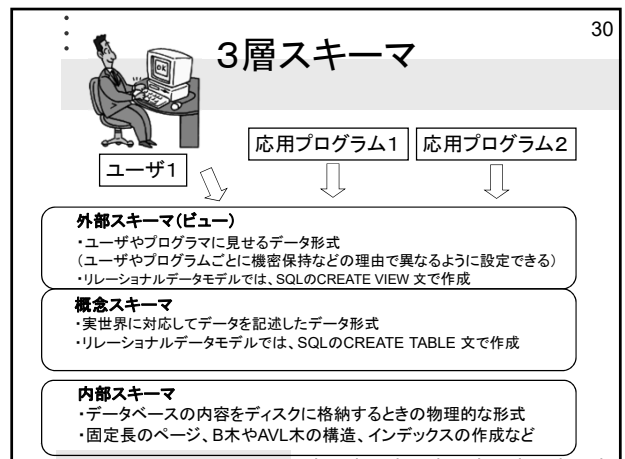 30
3層スキーマ
OK
応用プログラム1
応用プログラム2
ユーザ1
外部スキーマ(ビュー)
・ユーザやプログラマに見せるデータ形式
(ユーザやプログラムごとに機密保持などの理由で異なるように設定できる)
・リレーショナルデータモデルでは、SQLのCREATE VIEW 文で作成
概念スキーマ
・実世界に対応してデータを記述したデータ形式
・リレーショナルデータモデルでは、SQLのCREATE TABLE 文で作成
内部スキーマ
・データベースの内容をディスクに格納するときの物理的な形式
・固定長のページ、B木やAVL木の構造、インデックスの作成など